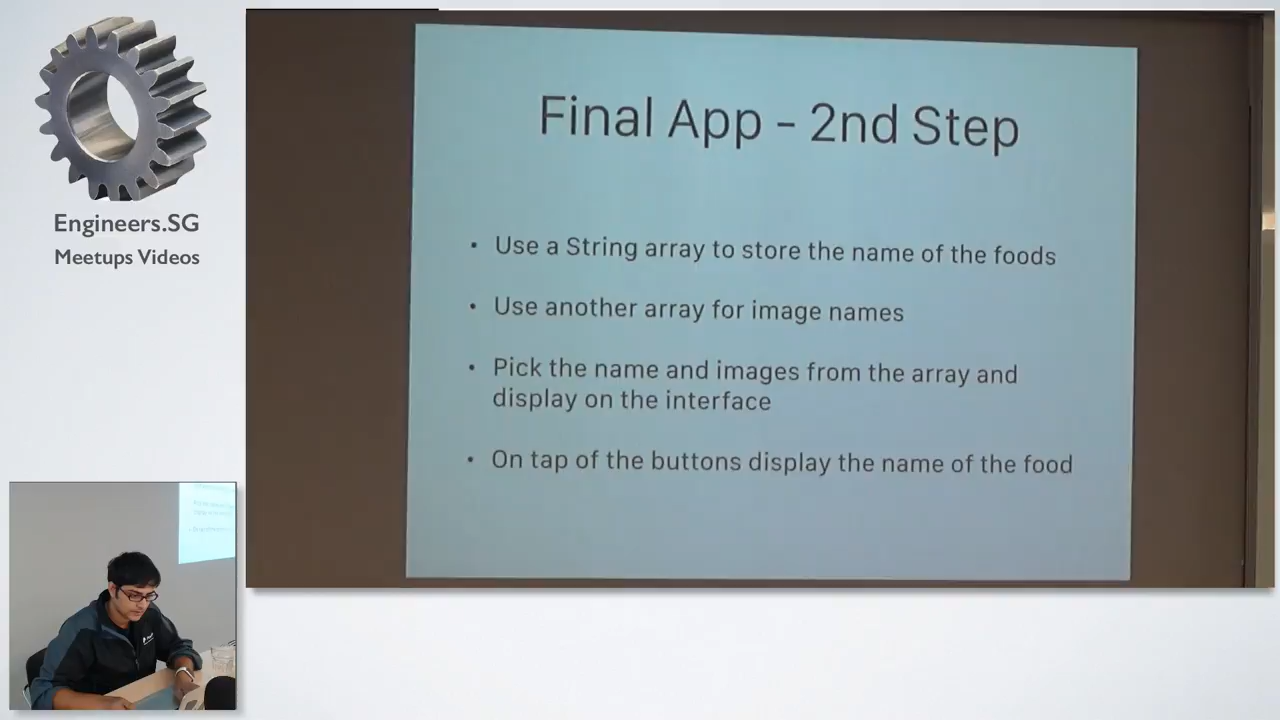 Engineers.SG
Meetups Videos
Final App - 2nd Step
• Use a String array to store the name of the foods
• Use another array for image names
• Pick the name and images from the array and
display on the interface
• On tap of the buttons display the name of the food